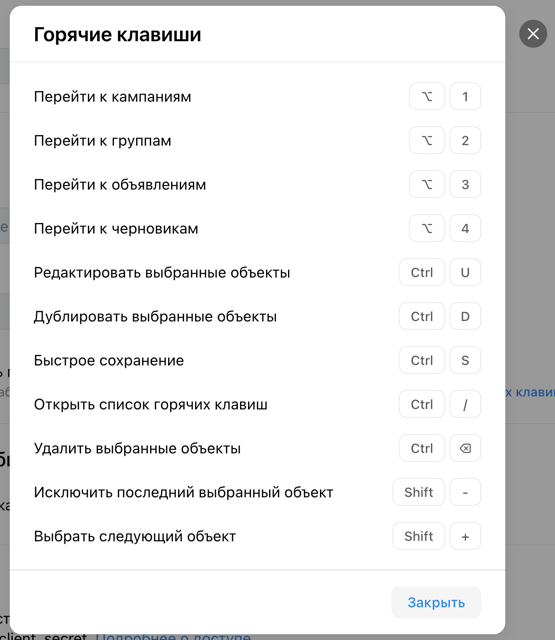 Горячие клавиши
Перейти к кампаниям ⌥ 1
Перейти к группам ⌥ 2
Перейти к объявлениям ⌥ 3
Перейти к черновикам ⌥ 4
Редактировать выбранные объекты Ctrl U
Дублировать выбранные объекты Ctrl D
Быстрое сохранение Ctrl S
Открыть список горячих клавиш Ctrl /
Удалить выбранные объекты Ctrl ⌫
Исключить последний выбранный объект Shift -
Выбрать следующий объект Shift +
Закрыть
client_secret. Подробнее о доступе